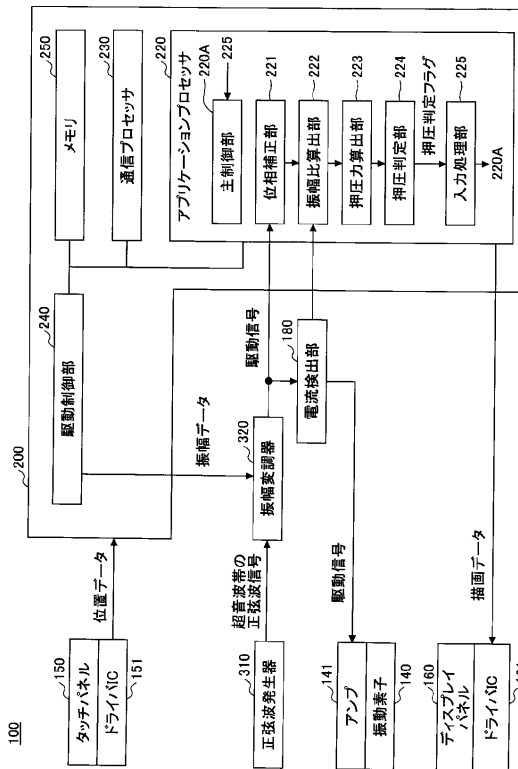 100
200
タッチパネル
150
ドライバIC
151
位置データ
駆動制御部
240
メモリ
250
通信プロセッサ
230
アプリケーションプロセッサ
220
220A
主制御部
225
位相補正部
221
振幅比算出部
222
押圧力算出部
223
押圧判定部
224
押圧判定フラグ
入力処理部
225
220A
振幅データ
正弦波発生器
310
超音波帯の
正弦波信号
振幅変調器
320
駆動信号
電流検出部
180
駆動信号
アンプ
141
振動素子
140
描画データ
ディスプレイ
パネル
160
ドライバIC